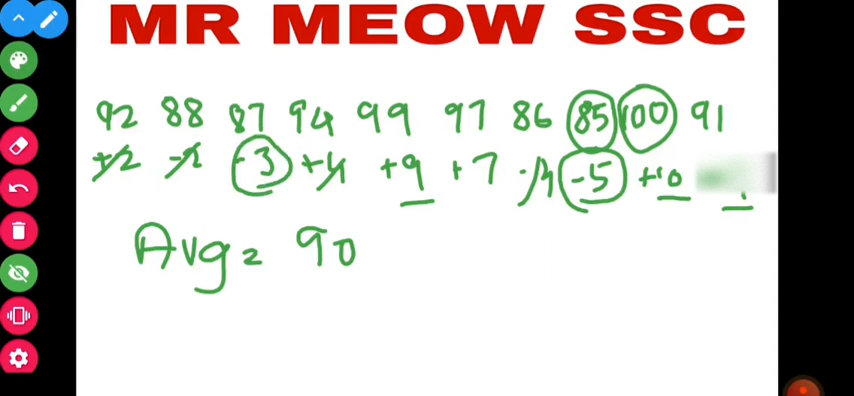 MR MEOW SSC
92 88 87 94 99 97 86 85 100 91
+2 -2 -3 +4 +9 +7 -4 -5 +10
Avg = 90